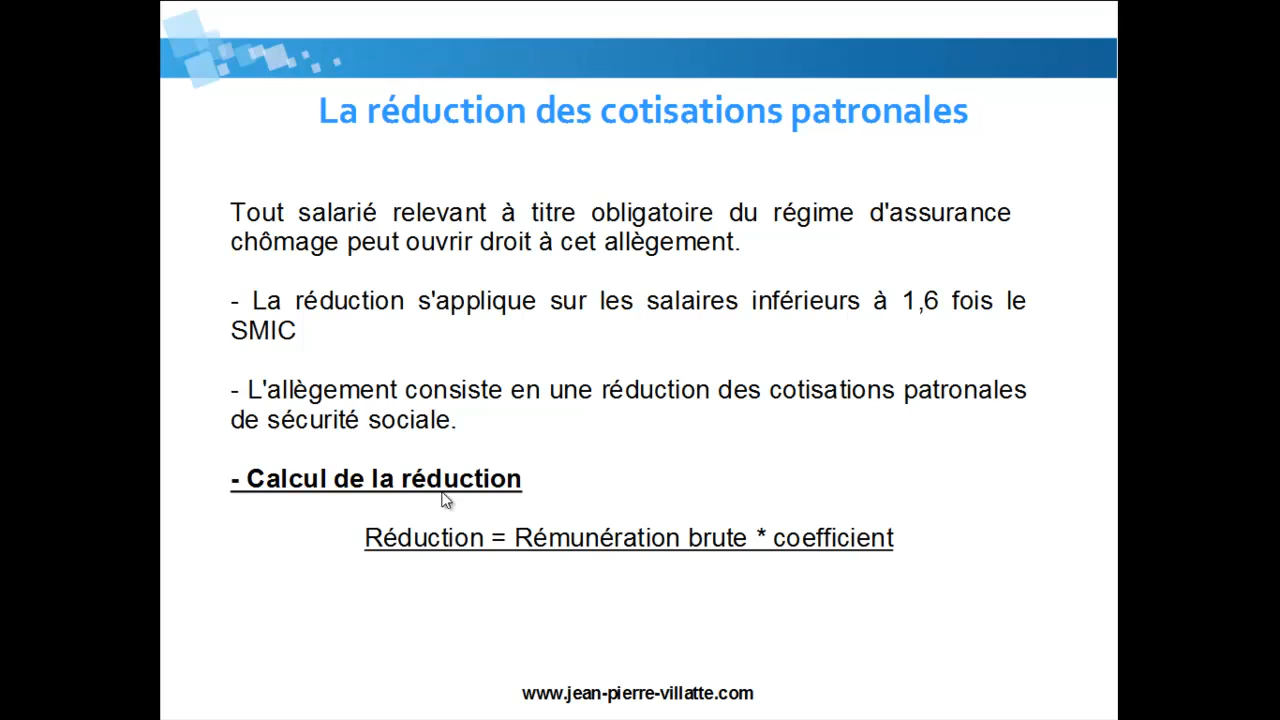 La réduction des cotisations patronales
Tout salarié relevant à titre obligatoire du régime d'assurance
chômage peut ouvrir droit à cet allègement.
- La réduction s'applique sur les salaires inférieurs à 1,6 fois le
SMIC
- L'allègement consiste en une réduction des cotisations patronales
de sécurité sociale.
- Calcul de la réduction
Réduction = Rémunération brute * coefficient
www.jean-pierre-villatte.com